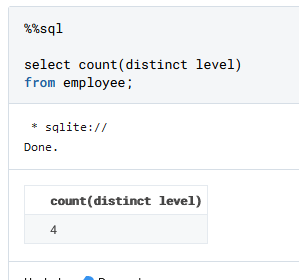 %%sql
select count(distinct level)
from employee;
* sqlite://
Done.
count(distinct level)
4